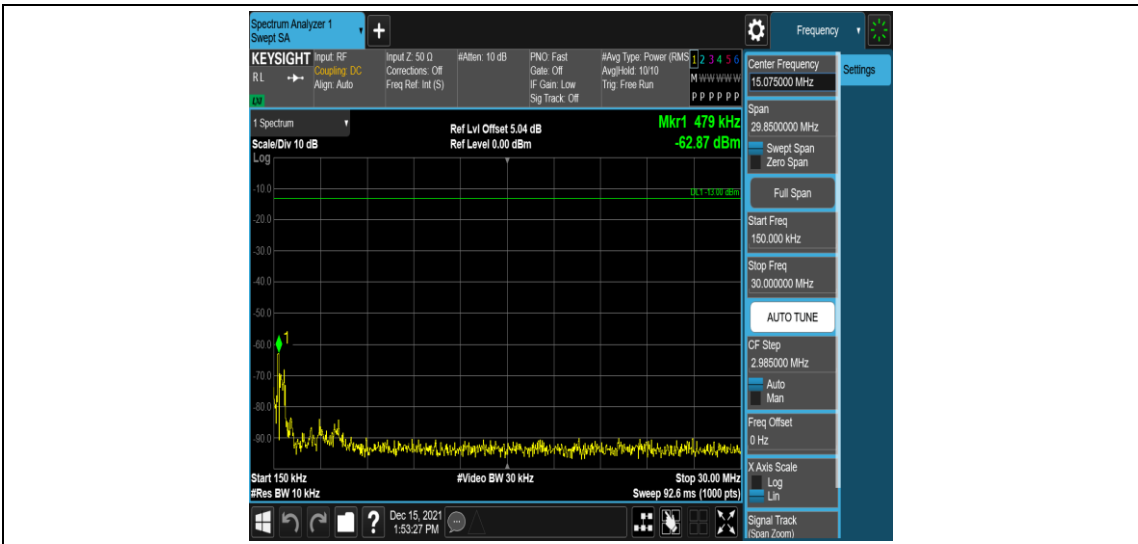 Spectrum Analyzer 1
Swept SA
+
Frequency
KEYSIGHT
RL
LXI
Input: RF
Coupling: DC
Align: Auto
Input Z: 50 Ω
Corrections: Off
Freq Ref: Int (S)
#Atten: 10 dB
PNO: Fast
Gate: Off
IF Gain: Low
Sig Track: Off
#Avg Type: Power (RMS
Avg|Hold: 10/10
Trig: Free Run
1 2 3 4 5 6
M W W W W W
P P P P P P
Center Frequency
15.075000 MHz
Settings
Span
29.8500000 MHz
Swept Span
Zero Span
Full Span
Start Freq
150.000 kHz
Stop Freq
30.000000 MHz
AUTO TUNE
CF Step
2.985000 MHz
Auto
Man
Freq Offset
0 Hz
X Axis Scale
Log
Lin
Signal Track
(Span Zoom)
1 Spectrum
Scale/Div 10 dB
Log
Ref Lvl Offset 5.04 dB
Ref Level 0.00 dBm
Mkr1 479 kHz
-62.87 dBm
DL1 -13.00 dBm
-10.0
-20.0
-30.0
-40.0
-50.0
-60.0
1
-70.0
-80.0
-90.0
Start 150 kHz
#Video BW 30 kHz
Stop 30.00 MHz
#Res BW 10 kHz
Sweep 92.6 ms (1000 pts)
?
Dec 15, 2021
1:53:27 PM